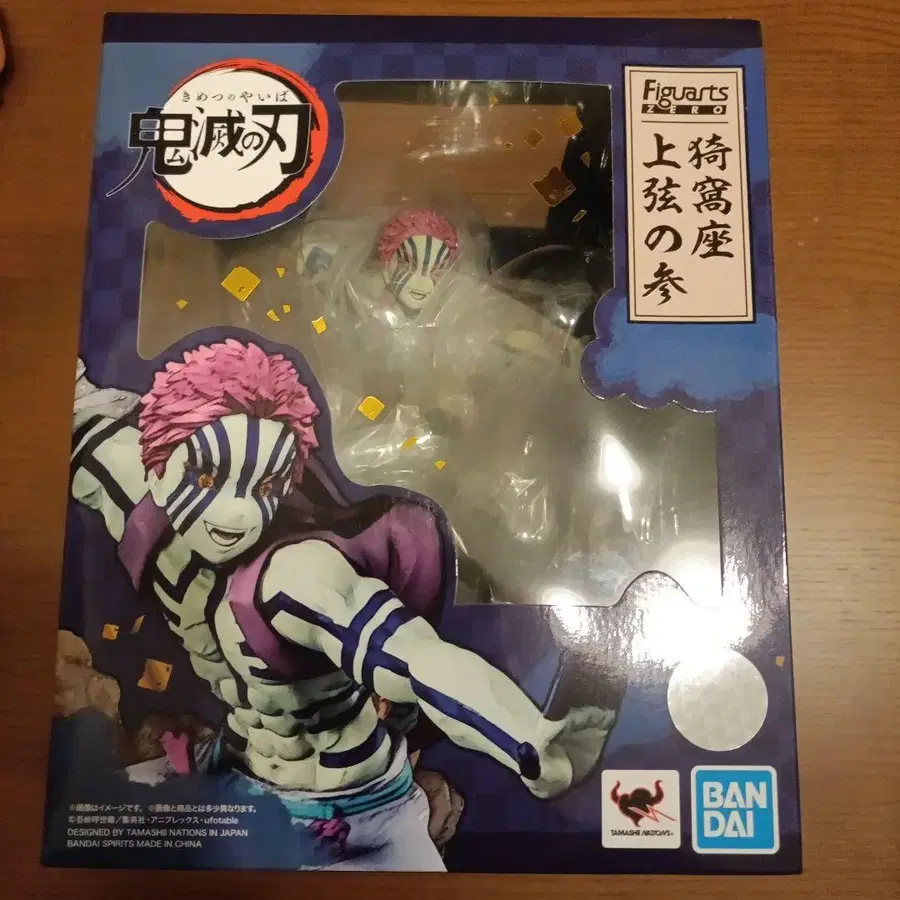 きめつのやいば
鬼滅の刃
Figuarts
ZERO
猗窩座
上弦の参
※画像はイメージです。 ※画像と商品とは多少異なります。
©吾峠呼世晴／集英社・アニプレックス・ufotable
DESIGNED BY TAMASHII NATIONS IN JAPAN
BANDAI SPIRITS MADE IN CHINA
TAMASHII NATIONS
BAN
DAI